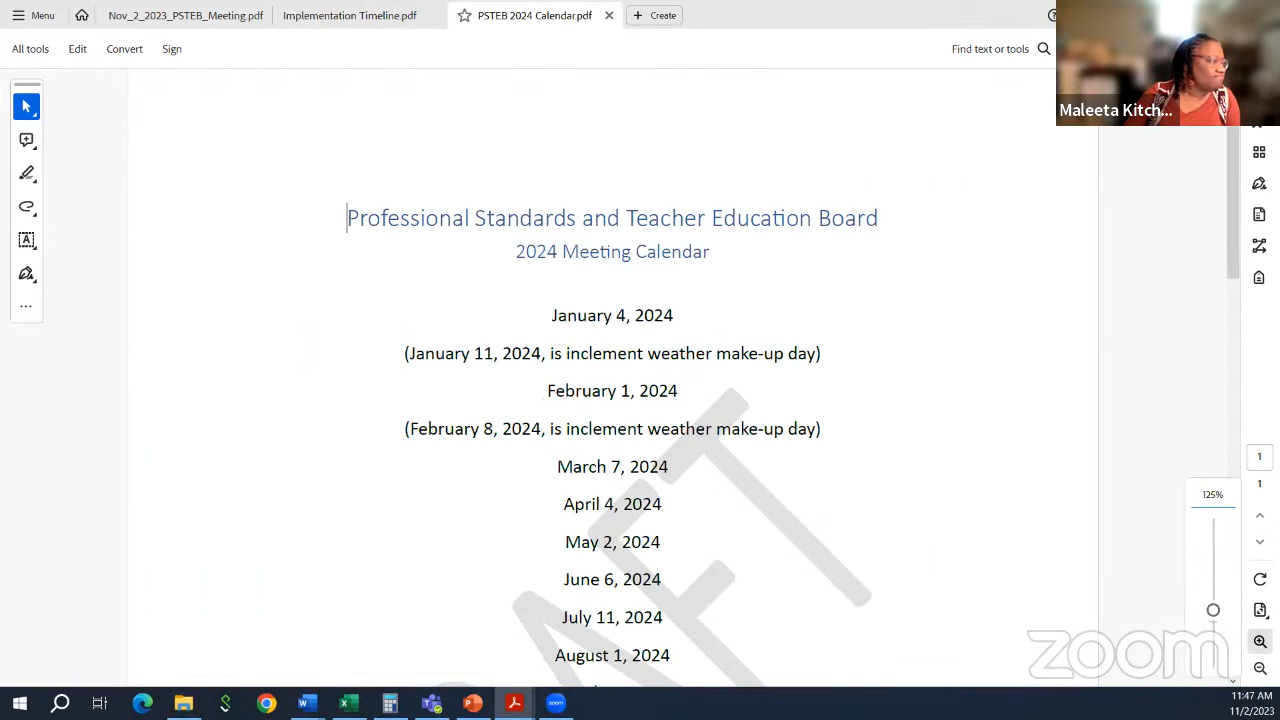 Menu
Nov_2_2023_PSTEB_Meeting.pdf
Implementation Timeline.pdf
PSTEB 2024 Calendar.pdf
Create
All tools
Edit
Convert
Sign
Find text or tools
Maleeta Kitch...
Professional Standards and Teacher Education Board
2024 Meeting Calendar
January 4, 2024
(January 11, 2024, is inclement weather make-up day)
February 1, 2024
(February 8, 2024, is inclement weather make-up day)
March 7, 2024
April 4, 2024
May 2, 2024
June 6, 2024
July 11, 2024
August 1, 2024
1
1
125%
zoom
zoom
11:47 AM
11/2/2023